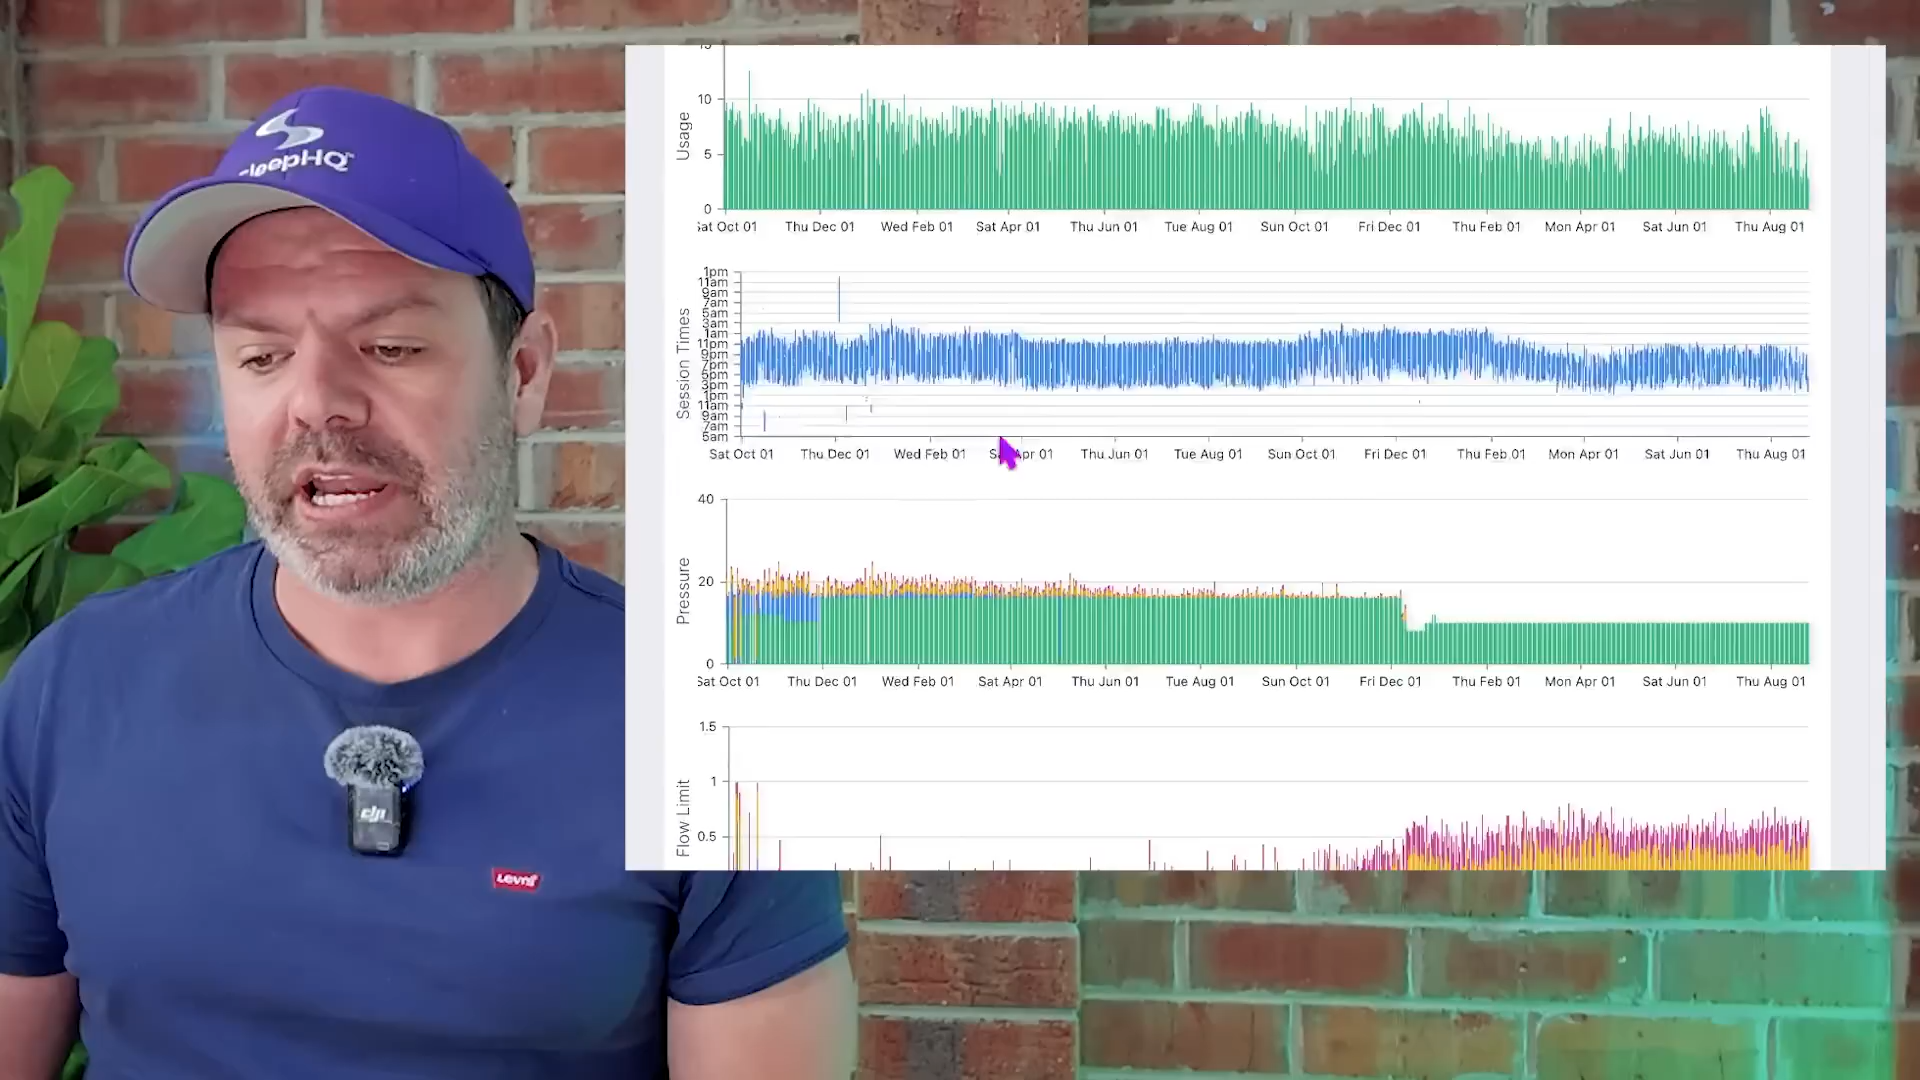 15
10
5
0
Usage
Sat Oct 01 Thu Dec 01 Wed Feb 01 Sat Apr 01 Thu Jun 01 Tue Aug 01 Sun Oct 01 Fri Dec 01 Thu Feb 01 Mon Apr 01 Sat Jun 01 Thu Aug 01
sleepHQ™
1pm
11am
9am
7am
5am
3am
1am
11pm
9pm
7pm
5pm
3pm
1pm
11am
9am
7am
5am
Session Times
Sat Oct 01 Thu Dec 01 Wed Feb 01 Sat Apr 01 Thu Jun 01 Tue Aug 01 Sun Oct 01 Fri Dec 01 Thu Feb 01 Mon Apr 01 Sat Jun 01 Thu Aug 01
40
20
0
Pressure
Sat Oct 01 Thu Dec 01 Wed Feb 01 Sat Apr 01 Thu Jun 01 Tue Aug 01 Sun Oct 01 Fri Dec 01 Thu Feb 01 Mon Apr 01 Sat Jun 01 Thu Aug 01
1.5
1
0.5
Flow Limit
dji
Levi's